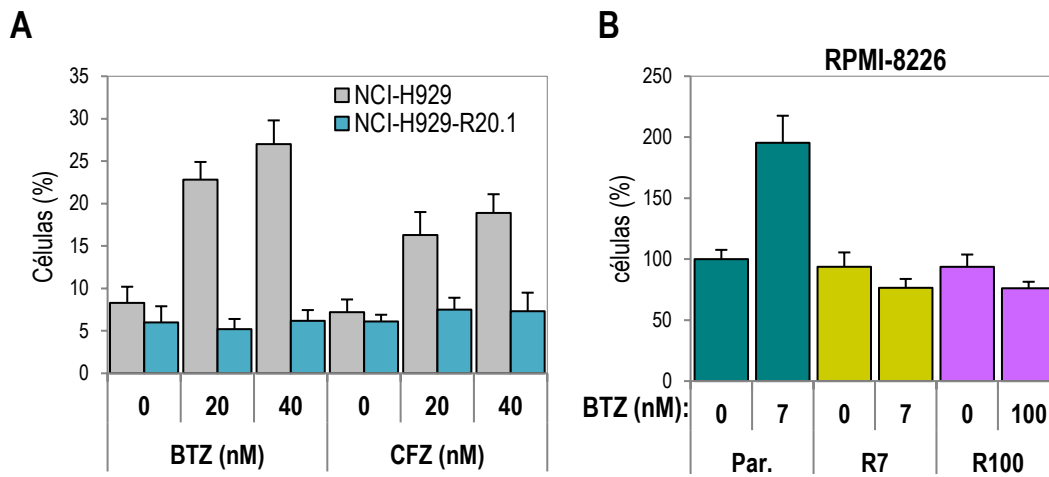 A
Células (%)
35
30
25
20
15
10
5
0
NCI-H929
NCI-H929-R20.1
0 20 40 0 20 40
BTZ (nM) CFZ (nM)
B
RPMI-8226
células (%)
250
200
150
100
50
0
BTZ (nM): 0 7 0 7 0 100
Par. R7 R100